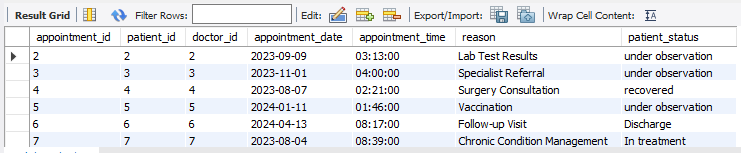 Result Grid Filter Rows: Edit: Export/Import: Wrap Cell Content: IA
appointment_id patient_id doctor_id appointment_date appointment_time reason patient_status
2 2 2 2023-09-09 03:13:00 Lab Test Results under observation
3 3 3 2023-11-01 04:00:00 Specialist Referral under observation
4 4 4 2023-08-07 02:21:00 Surgery Consultation recovered
5 5 5 2024-01-11 01:46:00 Vaccination under observation
6 6 6 2024-04-13 08:17:00 Follow-up Visit Discharge
7 7 7 2023-08-04 08:39:00 Chronic Condition Management In treatment